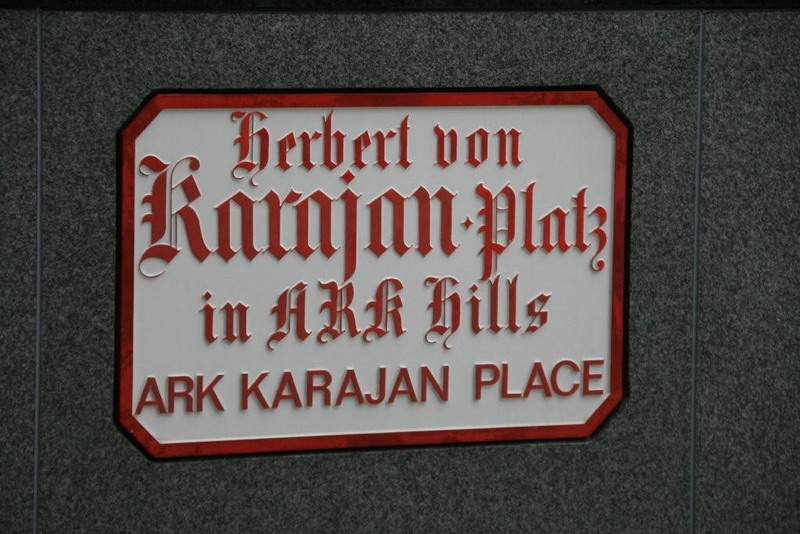 Herbert von
Karajan-Platz
in ARK Hills
ARK KARAJAN PLACE